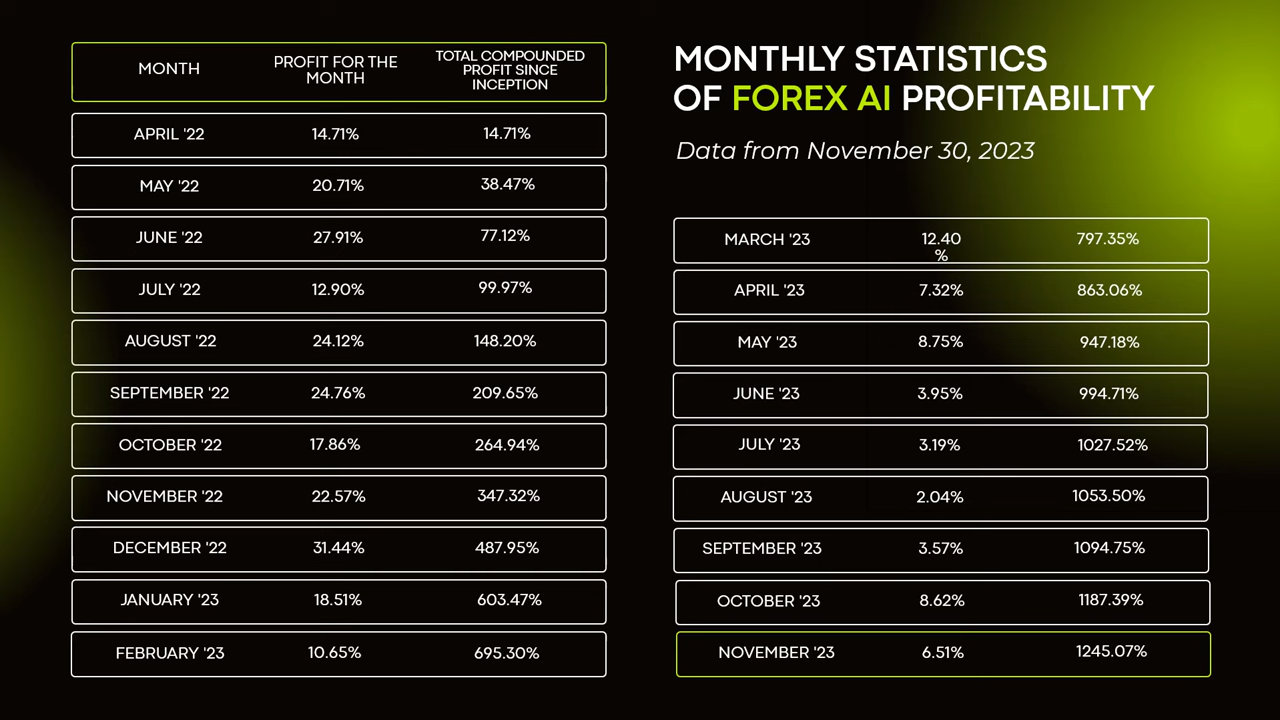 MONTH PROFIT FOR THE MONTH TOTAL COMPOUNDED PROFIT SINCE INCEPTION
APRIL '22 14.71% 14.71%
MAY '22 20.71% 38.47%
JUNE '22 27.91% 77.12%
JULY '22 12.90% 99.97%
AUGUST '22 24.12% 148.20%
SEPTEMBER '22 24.76% 209.65%
OCTOBER '22 17.86% 264.94%
NOVEMBER '22 22.57% 347.32%
DECEMBER '22 31.44% 487.95%
JANUARY '23 18.51% 603.47%
FEBRUARY '23 10.65% 695.30%
MONTHLY STATISTICS
OF FOREX AI PROFITABILITY
Data from November 30, 2023
MARCH '23 12.40 % 797.35%
APRIL '23 7.32% 863.06%
MAY '23 8.75% 947.18%
JUNE '23 3.95% 994.71%
JULY '23 3.19% 1027.52%
AUGUST '23 2.04% 1053.50%
SEPTEMBER '23 3.57% 1094.75%
OCTOBER '23 8.62% 1187.39%
NOVEMBER '23 6.51% 1245.07%